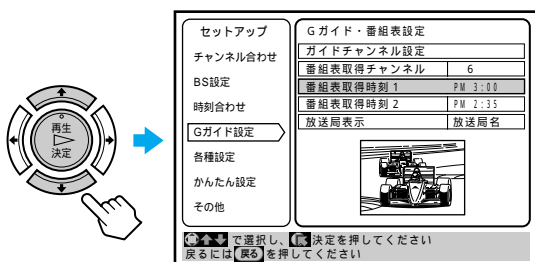 再生
決定
セットアップ
チャンネル合わせ
BS設定
時刻合わせ
Gガイド設定
各種設定
かんたん設定
その他
Gガイド・番組表設定
ガイドチャンネル設定
番組表取得チャンネル 6
番組表取得時刻1 PM 3:00
番組表取得時刻2 PM 2:35
放送局表示 放送局名
で選択し、 決定を押してください
戻るには 戻る を押してください